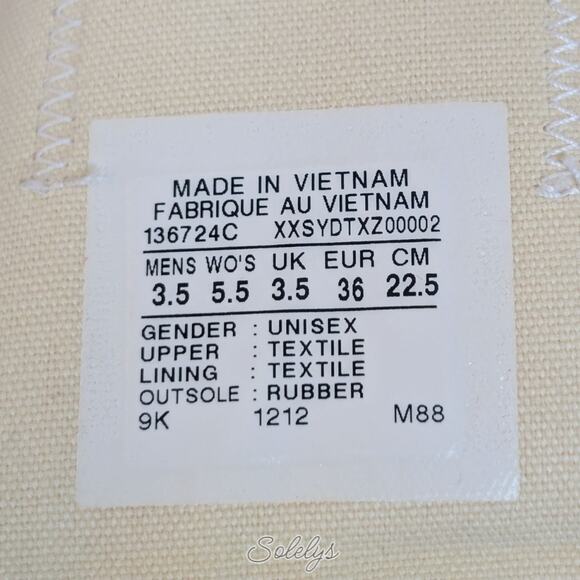 MADE IN VIETNAM
FABRIQUE AU VIETNAM
136724C XXSYDTXZ00002
MENS WO'S UK EUR CM
3.5 5.5 3.5 36 22.5
GENDER : UNISEX
UPPER : TEXTILE
LINING : TEXTILE
OUTSOLE : RUBBER
9K 1212 M88
Solelys